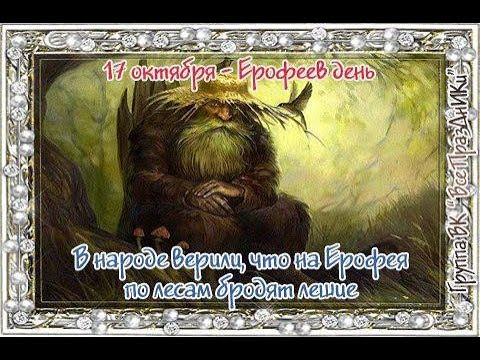 17 октября - Ерофеев день
В народе верили, что на Ерофея
по лесам бродят лешие
Группа ВК "ВсеПраздники"